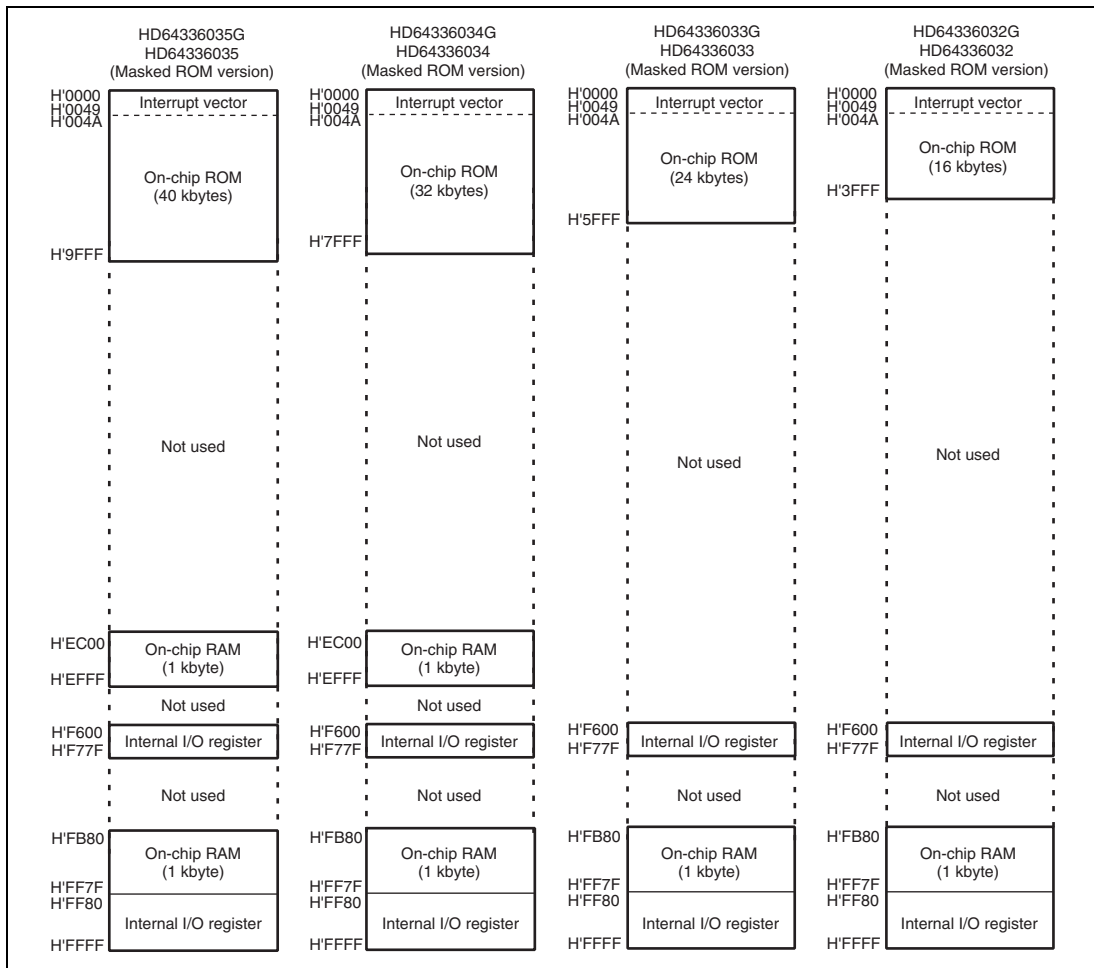 HD64336035G
HD64336035
(Masked ROM version)
H'0000
Interrupt vector
H'0049
H'004A
On-chip ROM
(40 kbytes)
H'9FFF
Not used
H'EC00
On-chip RAM
(1 kbyte)
H'EFFF
Not used
H'F600
Internal I/O register
H'F77F
Not used
H'FB80
On-chip RAM
(1 kbyte)
H'FF7F
H'FF80
Internal I/O register
H'FFFF
HD64336034G
HD64336034
(Masked ROM version)
H'0000
Interrupt vector
H'0049
H'004A
On-chip ROM
(32 kbytes)
H'7FFF
Not used
H'EC00
On-chip RAM
(1 kbyte)
H'EFFF
Not used
H'F600
Internal I/O register
H'F77F
Not used
H'FB80
On-chip RAM
(1 kbyte)
H'FF7F
H'FF80
Internal I/O register
H'FFFF
HD64336033G
HD64336033
(Masked ROM version)
H'0000
Interrupt vector
H'0049
H'004A
On-chip ROM
(24 kbytes)
H'5FFF
Not used
H'F600
Internal I/O register
H'F77F
Not used
H'FB80
On-chip RAM
(1 kbyte)
H'FF7F
H'FF80
Internal I/O register
H'FFFF
HD64336032G
HD64336032
(Masked ROM version)
H'0000
Interrupt vector
H'0049
H'004A
On-chip ROM
(16 kbytes)
H'3FFF
Not used
H'F600
Internal I/O register
H'F77F
Not used
H'FB80
On-chip RAM
(1 kbyte)
H'FF7F
H'FF80
Internal I/O register
H'FFFF